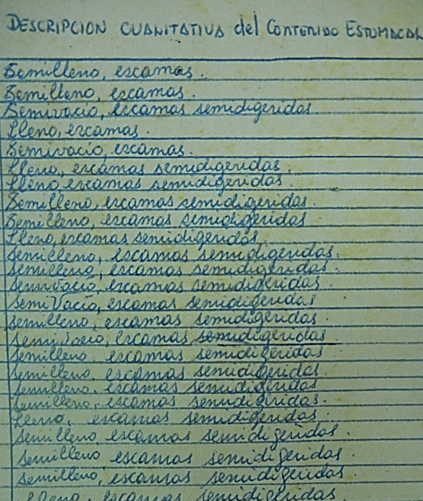 DESCRIPCION CUANITATIVA del CONTENIDO ESTOMACAL
Semilleno, escamas.
Semilleno, escamas.
Semivacío, escamas semidigeridas.
Lleno, escamas.
Semivacío, escamas.
Lleno, escamas semidigeridas.
Lleno, escamas semidigeridas.
Semilleno, escamas semidigeridas.
Semilleno, escamas semidigeridas
Lleno, escamas semidigeridas.
Semilleno, escamas semidigeridas.
Semilleno, escamas semidigeridas.
Semivacío, escamas semidigeridas.
Semi Vacío, escamas semidigeridas
Semilleno, escamas semidigeridas.
Semi Vacio, escamas semidigeridas
Semilleno, escamas semidigeridas
Semilleno, escamas semidigeridas
Semilleno, escamas semidigeridas
Semilleno, escamas semidigeridas.
Lleno, escamas semidigeridas.
Semilleno, escamas semidigeridas.
Semilleno escamas semidigeridas.
Semilleno, escamas semidigeridas
Lleno, escamas semidigeridas